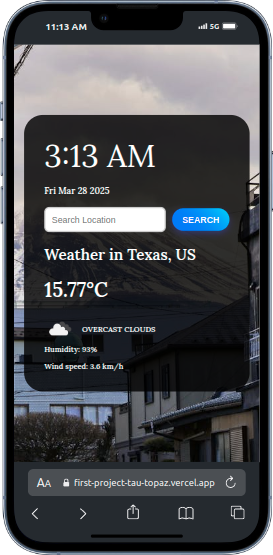 11:13 AM 5G
3:13 AM
Fri Mar 28 2025
Search Location SEARCH
Weather in Texas, US
15.77°C
OVERCAST CLOUDS
Humidity: 93%
Wind speed: 3.6 km/h
AA first-project-tau-topaz.vercel.app